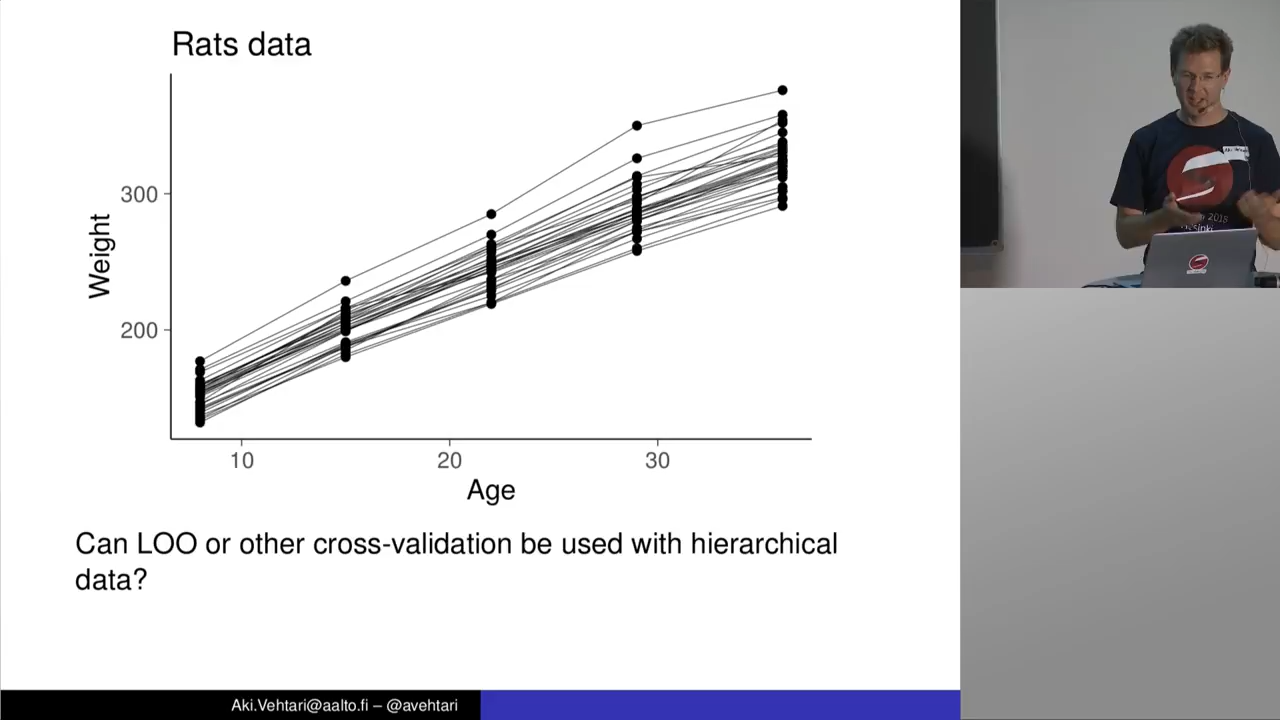 Rats data
300
200
Weight
10
20
30
Age
Can LOO or other cross-validation be used with hierarchical
data?
Aki.Vehtari@aalto.fi – @avehtari
2018